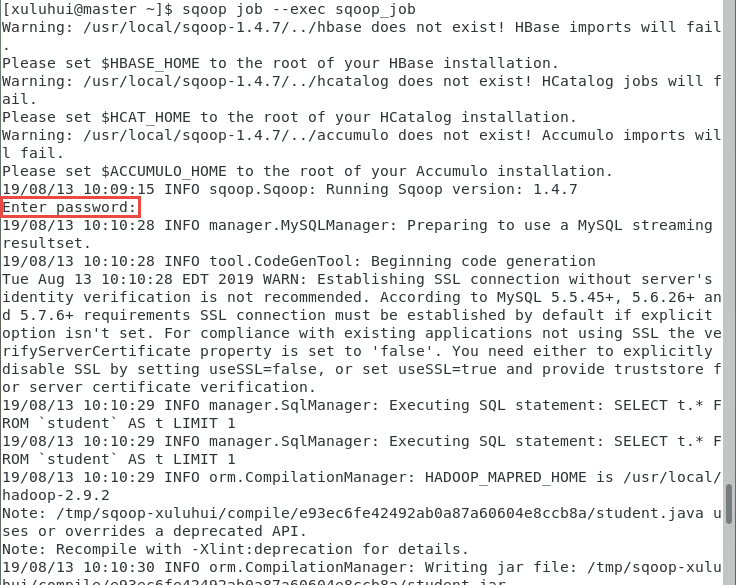 [xuluhui@master ~]$ sqoop job --exec sqoop_job
Warning: /usr/local/sqoop-1.4.7/../hbase does not exist! HBase imports will fail
.
Please set $HBASE_HOME to the root of your HBase installation.
Warning: /usr/local/sqoop-1.4.7/../hcatalog does not exist! HCatalog jobs will f
ail.
Please set $HCAT_HOME to the root of your HCatalog installation.
Warning: /usr/local/sqoop-1.4.7/../accumulo does not exist! Accumulo imports wil
l fail.
Please set $ACCUMULO_HOME to the root of your Accumulo installation.
19/08/13 10:09:15 INFO sqoop.Sqoop: Running Sqoop version: 1.4.7
Enter password:
19/08/13 10:10:28 INFO manager.MySQLManager: Preparing to use a MySQL streaming
resultset.
19/08/13 10:10:28 INFO tool.CodeGenTool: Beginning code generation
Tue Aug 13 10:10:28 EDT 2019 WARN: Establishing SSL connection without server's
identity verification is not recommended. According to MySQL 5.5.45+, 5.6.26+ an
d 5.7.6+ requirements SSL connection must be established by default if explicit
option isn't set. For compliance with existing applications not using SSL the ve
rifyServerCertificate property is set to 'false'. You need either to explicitly
disable SSL by setting useSSL=false, or set useSSL=true and provide truststore f
or server certificate verification.
19/08/13 10:10:29 INFO manager.SqlManager: Executing SQL statement: SELECT t.* F
ROM `student` AS t LIMIT 1
19/08/13 10:10:29 INFO manager.SqlManager: Executing SQL statement: SELECT t.* F
ROM `student` AS t LIMIT 1
19/08/13 10:10:29 INFO orm.CompilationManager: HADOOP_MAPRED_HOME is /usr/local/
hadoop-2.9.2
Note: /tmp/sqoop-xuluhui/compile/e93ec6fe42492ab0a87a60604e8ccb8a/student.java u
ses or overrides a deprecated API.
Note: Recompile with -Xlint:deprecation for details.
19/08/13 10:10:30 INFO orm.CompilationManager: Writing jar file: /tmp/sqoop-xulu
hui/compile/e93ec6fe42492ab0a87a60604e8ccb8a/student.jar